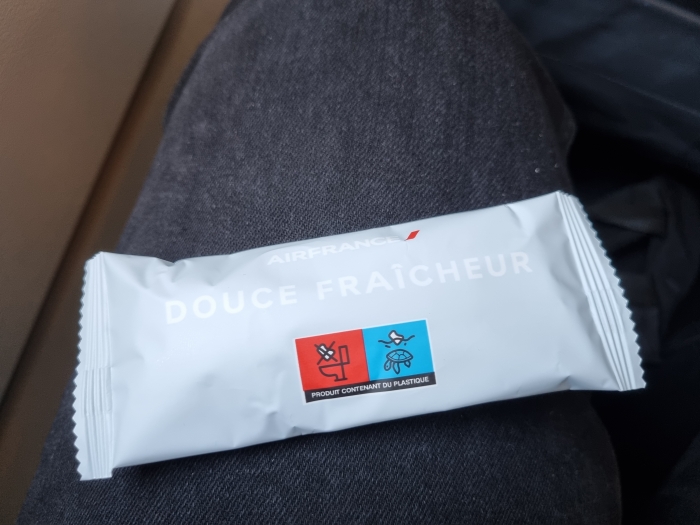 AIRFRANCE
DOUCE FRAÎCHEUR
PRODUIT CONTENANT DU PLASTIQUE